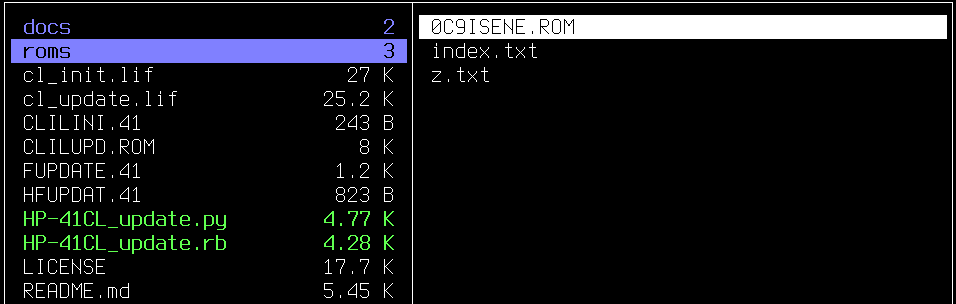 docs 2
roms 3
cl_init.lif 27 K
cl_update.lif 25.2 K
CLILINI.41 243 B
CLILUPD.ROM 8 K
FUPDATE.41 1.2 K
HFUPDAT.41 823 B
HP-41CL_update.py 4.77 K
HP-41CL_update.rb 4.28 K
LICENSE 17.7 K
README.md 5.45 K
0C9ISENE.ROM
index.txt
z.txt